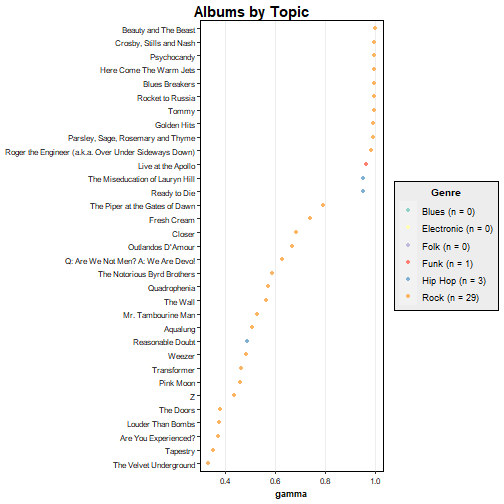 Albums by Topic
Beauty and The Beast
Crosby, Stills and Nash
Psychocandy
Here Come The Warm Jets
Blues Breakers
Rocket to Russia
Tommy
Golden Hits
Parsley, Sage, Rosemary and Thyme
Roger the Engineer (a.k.a. Over Under Sideways Down)
Live at the Apollo
The Miseducation of Lauryn Hill
Ready to Die
The Piper at the Gates of Dawn
Fresh Cream
Closer
Outlandos D'Amour
Q: Are We Not Men? A: We Are Devo!
The Notorious Byrd Brothers
Quadrophenia
The Wall
Mr. Tambourine Man
Aqualung
Reasonable Doubt
Weezer
Transformer
Pink Moon
Z
The Doors
Louder Than Bombs
Are You Experienced?
Tapestry
The Velvet Underground
0.4 0.6 0.8 1.0
gamma
Genre
Blues (n = 0)
Electronic (n = 0)
Folk (n = 0)
Funk (n = 1)
Hip Hop (n = 3)
Rock (n = 29)